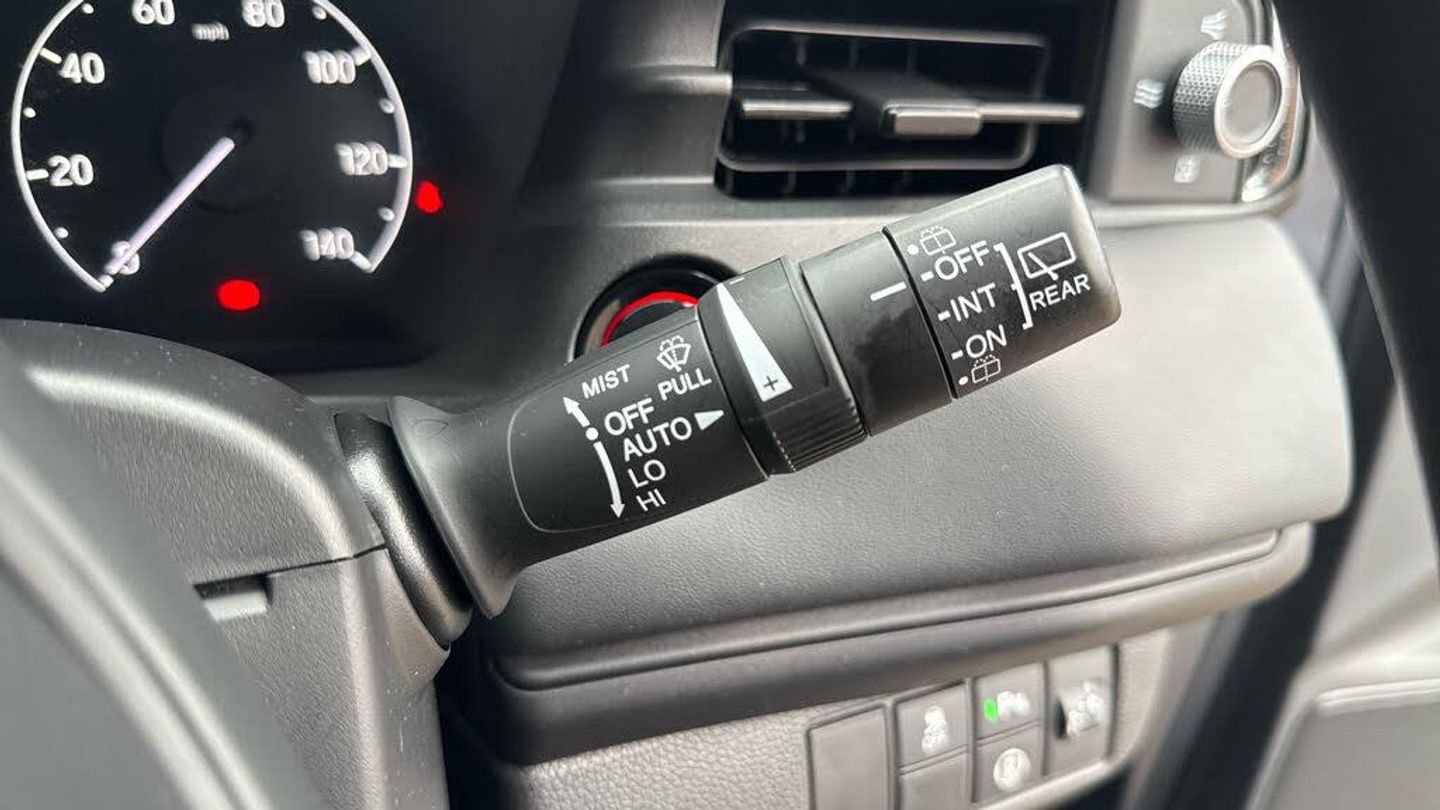 60
80
mph
40
100
20
120
0
140
MIST
PULL
OFF
AUTO
LO
HI
- +
OFF
INT
ON
REAR